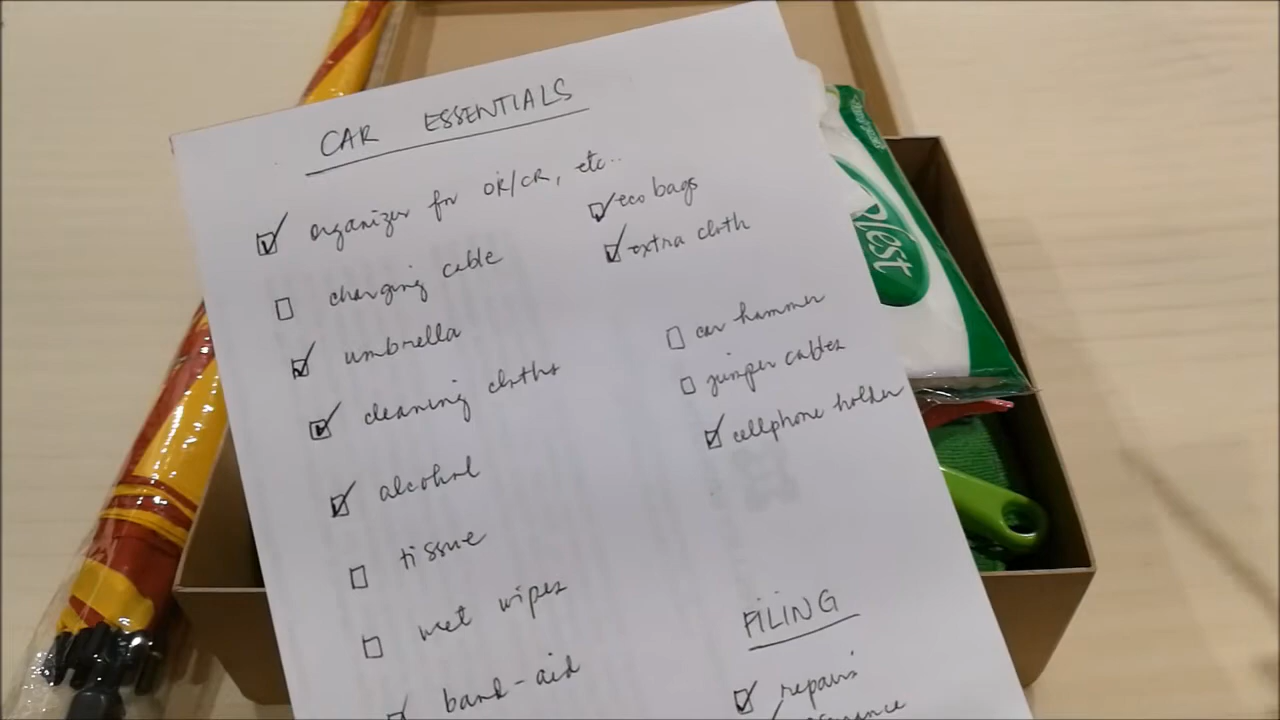 CAR ESSENTIALS
organizer for OR/CR, etc..
charging cable
umbrella
cleaning cloths
alcohol
tissue
wet wipes
band-aid
eco bags
extra cloth
car hammer
jumper cables
cellphone holder
FILING
repairs
Plest